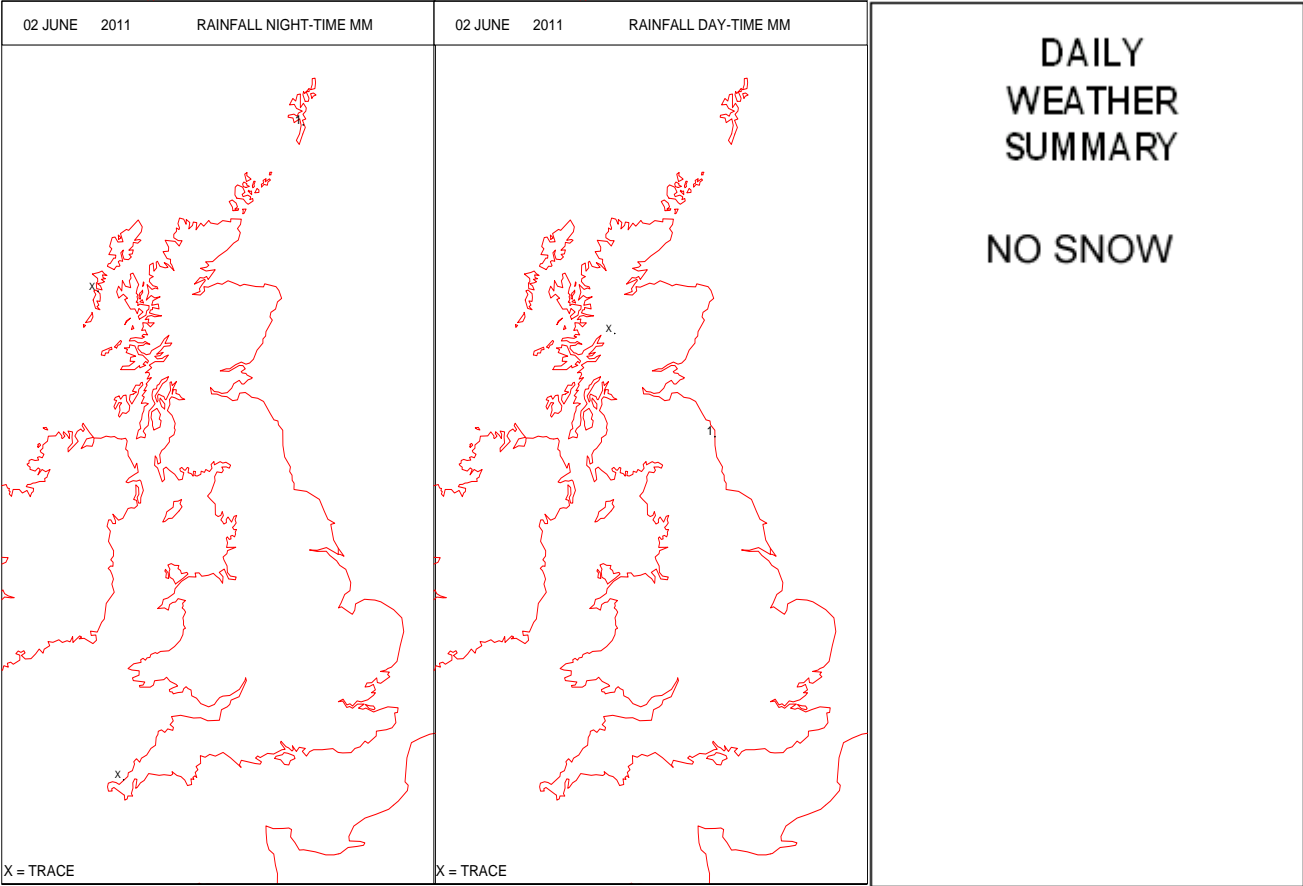 02 JUNE 2011 RAINFALL NIGHT-TIME MM
1
X
X
X = TRACE
02 JUNE 2011 RAINFALL DAY-TIME MM
X
1
X = TRACE
DAILY
WEATHER
SUMMARY
NO SNOW